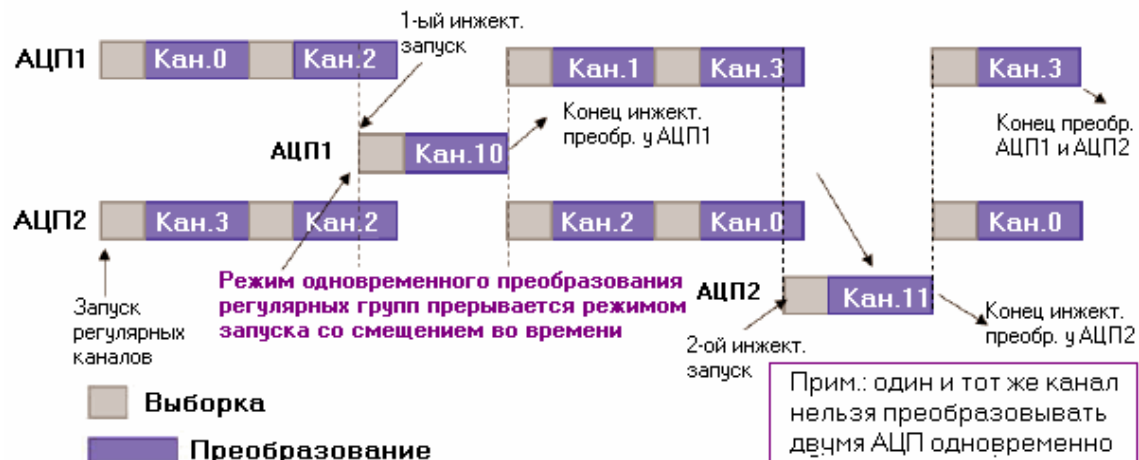 1-ый инжект.
запуск
АЦП1
Кан.0
Кан.2
Кан.1
Кан.3
Кан.3
Конец инжект.
преобр. у АЦП1
Конец преобр.
АЦП1 и АЦП2
АЦП1
Кан.10
АЦП2
Кан.3
Кан.2
Кан.2
Кан.0
Кан.0
Режим одновременного преобразования
регулярных групп прерывается режимом
запуска со смещением во времени
АЦП2
Кан.11
Запуск
регулярных
каналов
Конец инжект.
преобр. у АЦП2
2-ой инжект.
запуск
Выборка
Преобразование
Прим.: один и тот же канал
нельзя преобразовывать
двумя АЦП одновременно